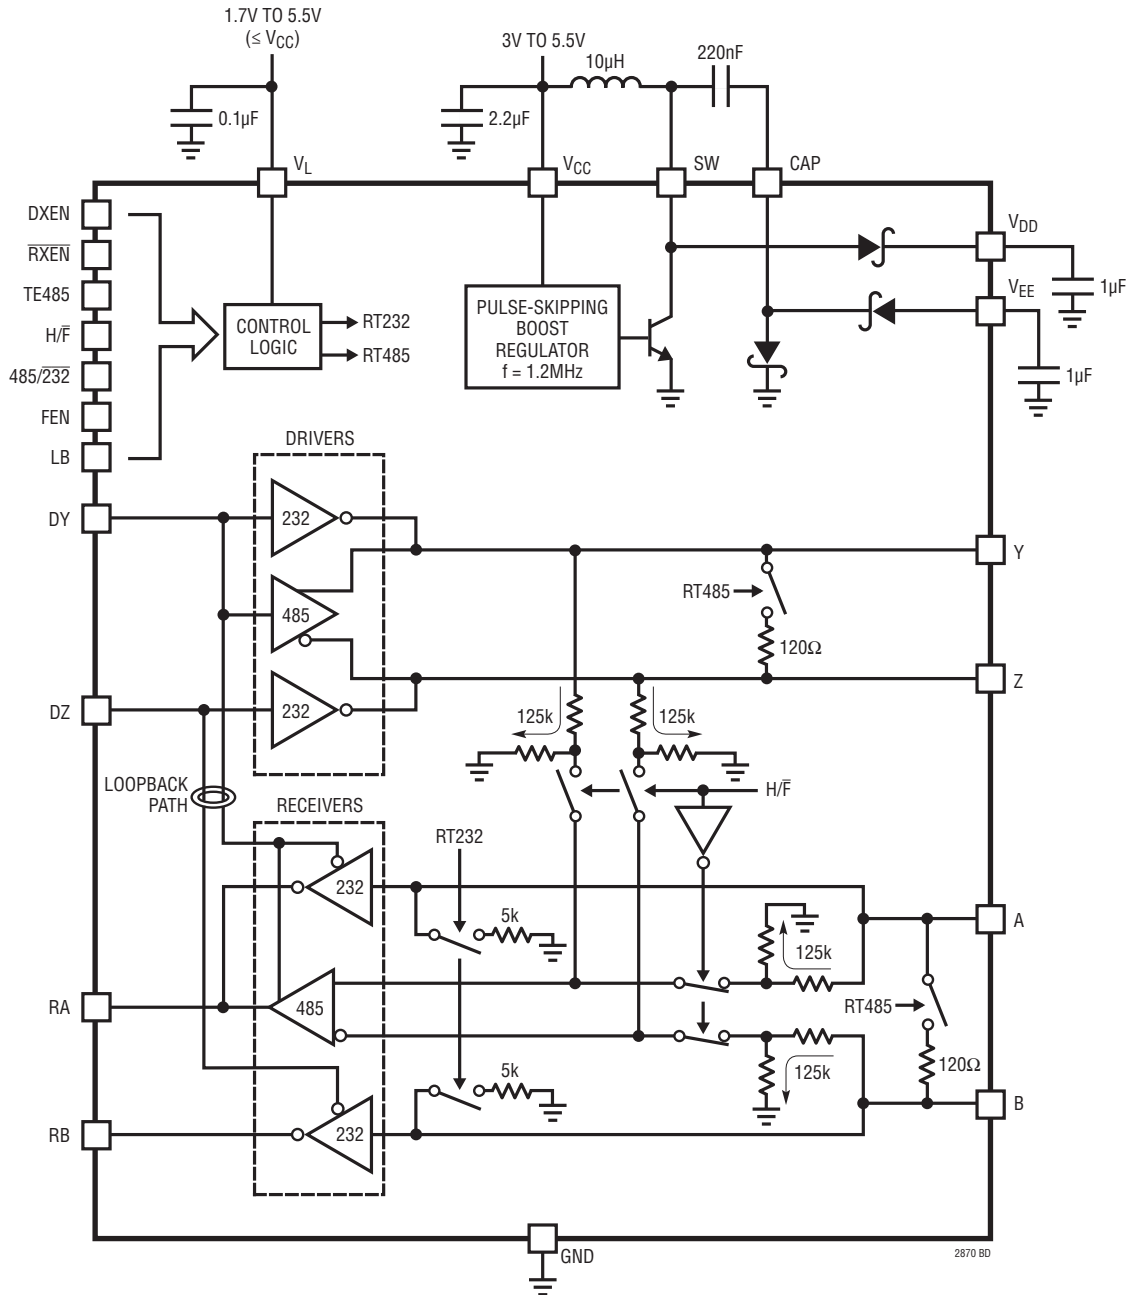 1.7V TO 5.5V
(≤ VCC)
0.1µF
3V TO 5.5V
10µH
220nF
2.2µF
VL
VCC
SW
CAP
DXEN
R̅X̅E̅N̅
TE485
H/F̅
485/2̅3̅2̅
FEN
LB
CONTROL
LOGIC
RT232
RT485
PULSE-SKIPPING
BOOST
REGULATOR
f = 1.2MHz
VDD
1µF
VEE
1µF
DRIVERS
DY
232
485
232
DZ
Y
RT485
120Ω
Z
125k
125k
H/F̅
LOOPBACK
PATH
RECEIVERS
RT232
232
5k
A
125k
RA
485
RT485
120Ω
125k
5k
B
RB
232
GND
2870 BD